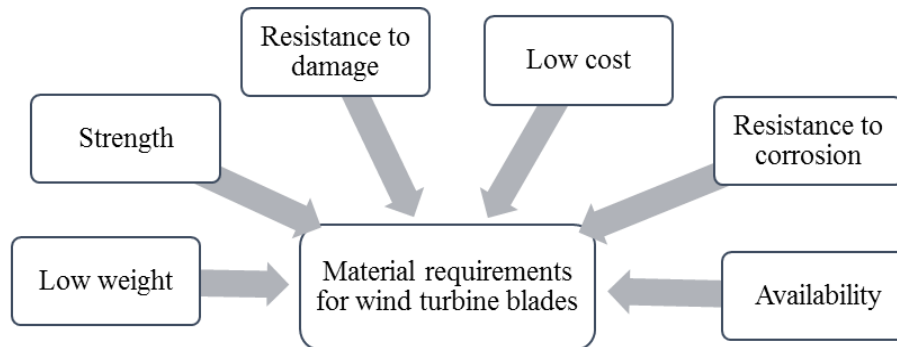 Resistance to
damage
Low cost
Strength
Resistance to
corrosion
Low weight
Material requirements
for wind turbine blades
Availability